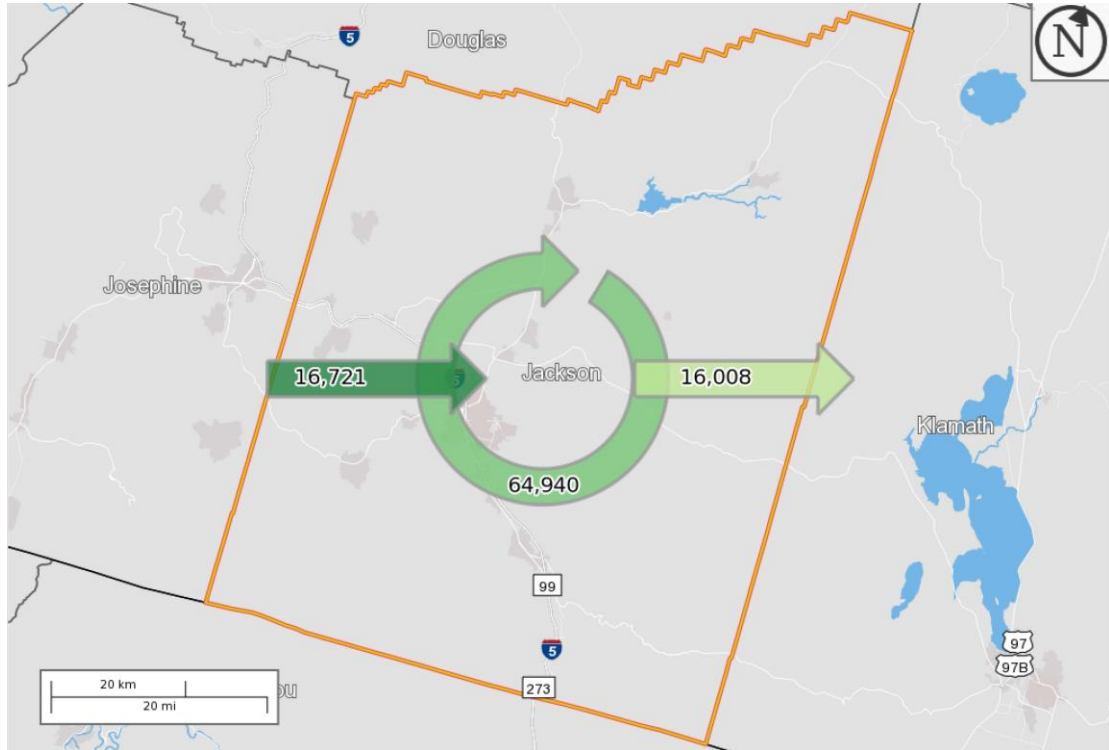 Douglas
5
N
Josephine
16,721
5
Jackson
16,008
Klamath
64,940
99
5
97
97B
273
20 km
20 mi